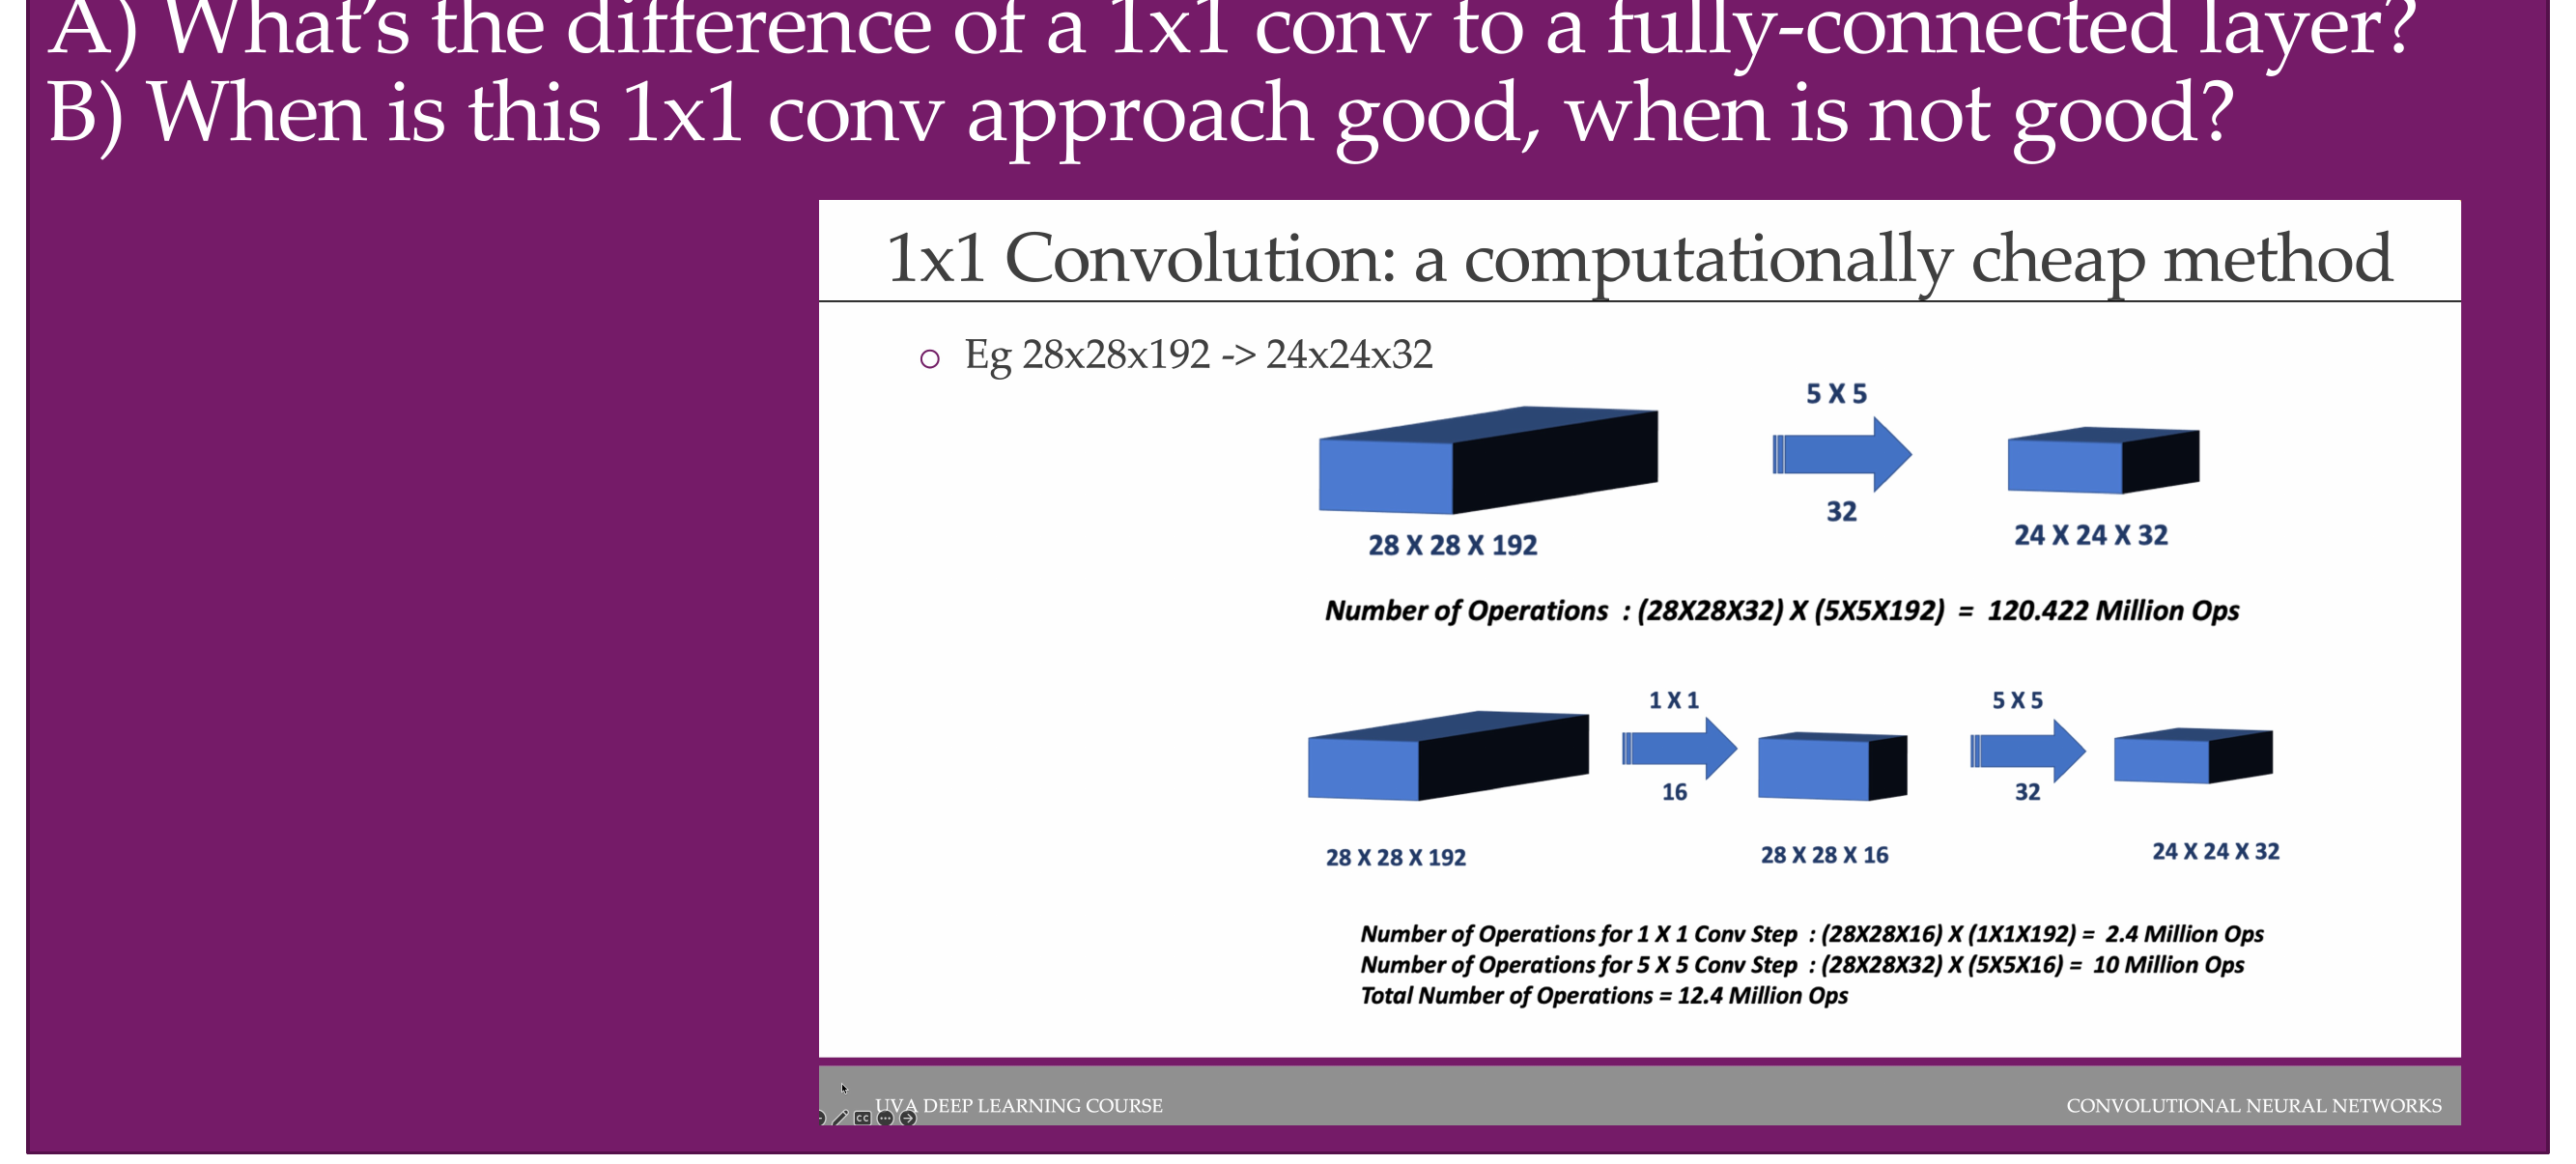 A) What's the difference of a 1x1 conv to a fully-connected layer?
B) When is this 1x1 conv approach good, when is not good?
1x1 Convolution: a computationally cheap method
Eg 28x28x192 -> 24x24x32
5 X 5
32
28 X 28 X 192
24 X 24 X 32
Number of Operations : (28X28X32) X (5X5X192) = 120.422 Million Ops
1 X 1
5 X 5
16
32
28 X 28 X 192
28 X 28 X 16
24 X 24 X 32
Number of Operations for 1 X 1 Conv Step : (28X28X16) X (1X1X192) = 2.4 Million Ops
Number of Operations for 5 X 5 Conv Step : (28X28X32) X (5X5X16) = 10 Million Ops
Total Number of Operations = 12.4 Million Ops
CC
UVA DEEP LEARNING COURSE
CONVOLUTIONAL NEURAL NETWORKS